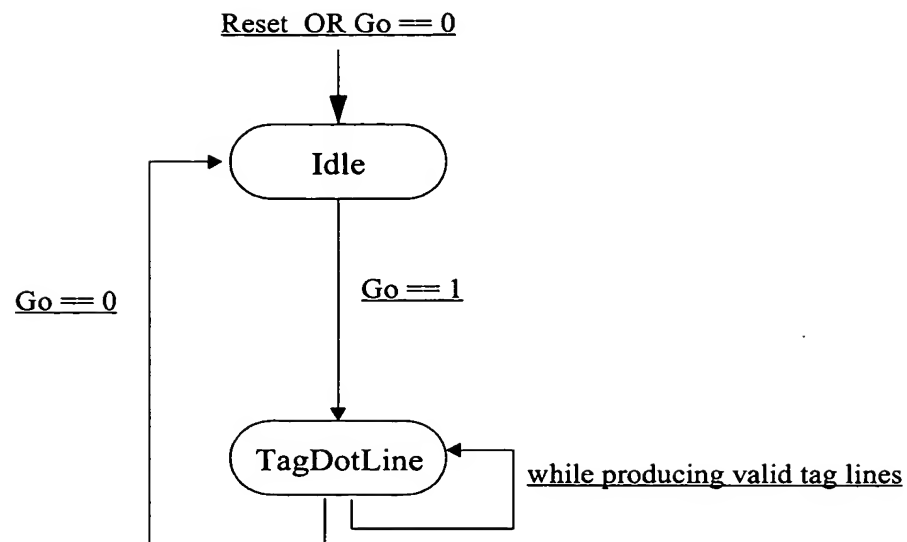 Reset OR Go == 0
Idle
Go == 0
Go == 1
TagDotLine
while producing valid tag lines